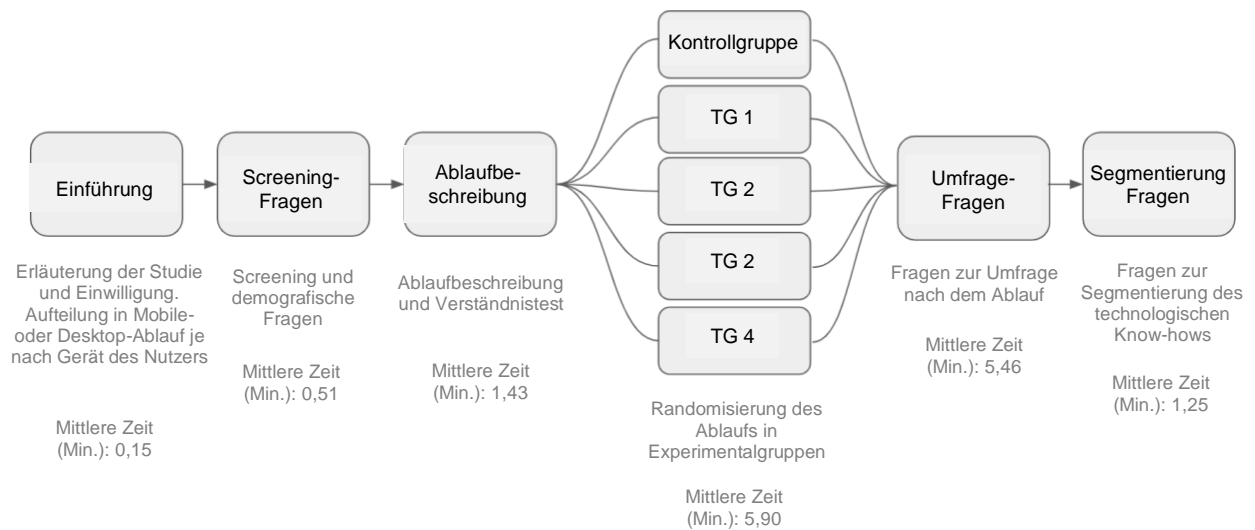 Einführung
Erläuterung der Studie
und Einwilligung.
Aufteilung in Mobile-
oder Desktop-Ablauf je
nach Gerät des Nutzers
Mittlere Zeit
(Min.): 0,15
Screening-
Fragen
Screening und
demografische
Fragen
Mittlere Zeit
(Min.): 0,51
Ablaufbe-
schreibung
Ablaufbeschreibung
und Verständnistest
Mittlere Zeit
(Min.): 1,43
Kontrollgruppe
TG 1
TG 2
TG 2
TG 4
Randomisierung des
Ablaufs in
Experimentalgruppen
Mittlere Zeit
(Min.): 5,90
Umfrage-
Fragen
Fragen zur Umfrage
nach dem Ablauf
Mittlere Zeit
(Min.): 5,46
Segmentierung
Fragen
Fragen zur
Segmentierung des
technologischen
Know-hows
Mittlere Zeit
(Min.): 1,25